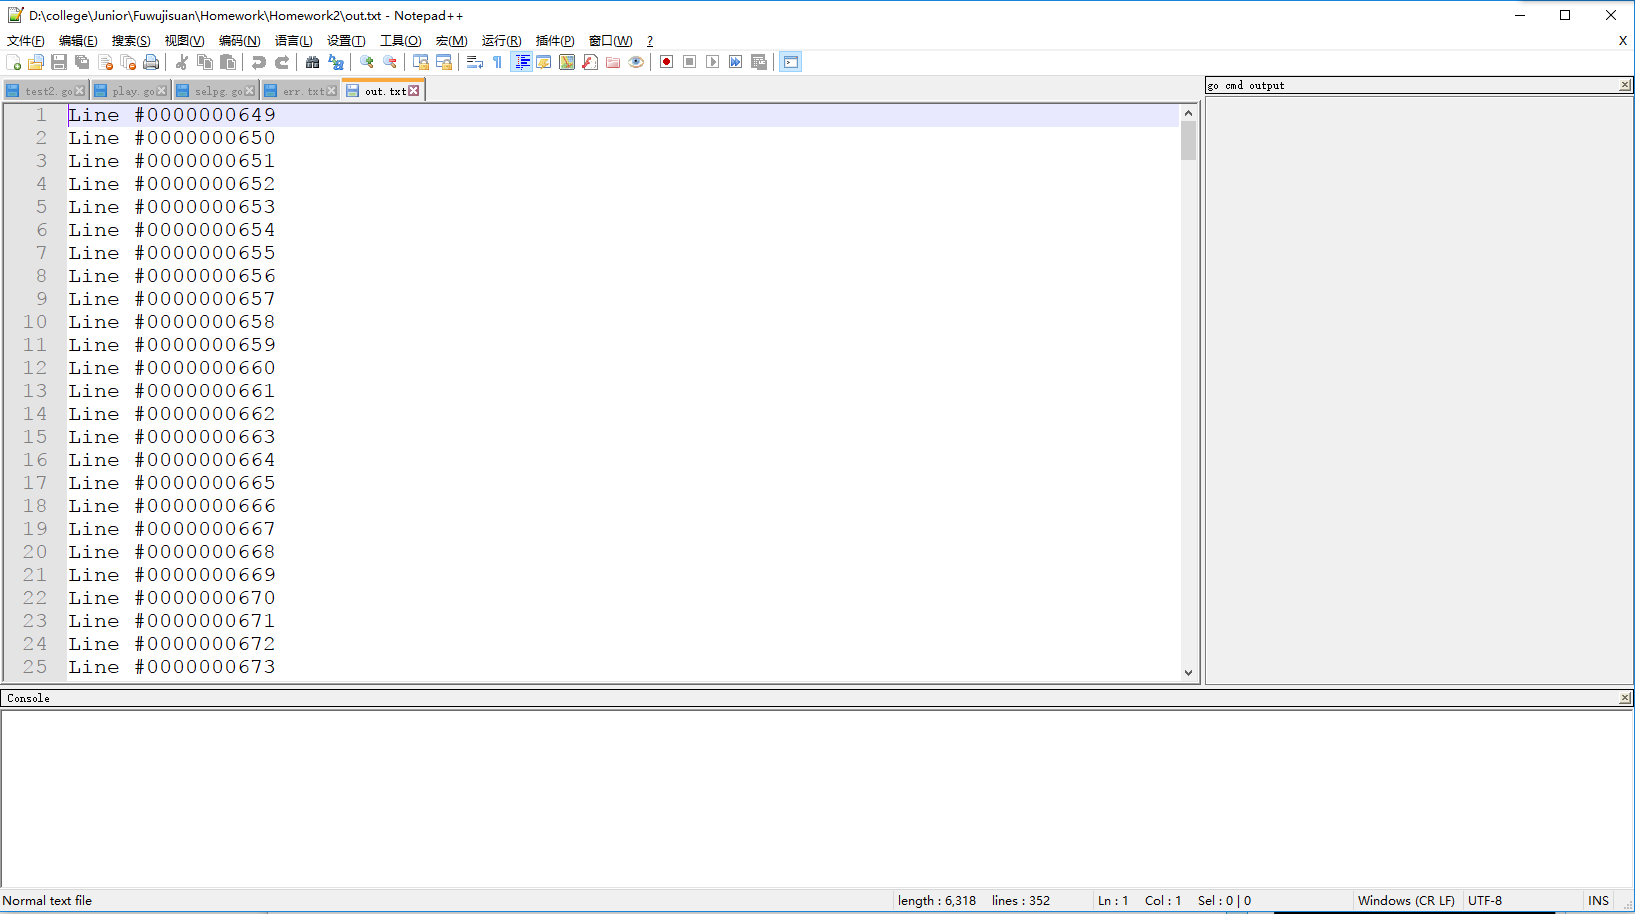 D:\college\Junior\Fuwujisuan\Homework\Homework2\out.txt - Notepad++
文件(F) 编辑(E) 搜索(S) 视图(V) 编码(N) 语言(L) 设置(T) 工具(O) 宏(M) 运行(R) 插件(P) 窗口(W) ? X
test2.go play.go selpg.go err.txt out.txt
go cmd output
1 Line #0000000649
2 Line #0000000650
3 Line #0000000651
4 Line #0000000652
5 Line #0000000653
6 Line #0000000654
7 Line #0000000655
8 Line #0000000656
9 Line #0000000657
10 Line #0000000658
11 Line #0000000659
12 Line #0000000660
13 Line #0000000661
14 Line #0000000662
15 Line #0000000663
16 Line #0000000664
17 Line #0000000665
18 Line #0000000666
19 Line #0000000667
20 Line #0000000668
21 Line #0000000669
22 Line #0000000670
23 Line #0000000671
24 Line #0000000672
25 Line #0000000673
Console
Normal text file length : 6,318 lines : 352 Ln : 1 Col : 1 Sel : 0 | 0 Windows (CR LF) UTF-8 INS